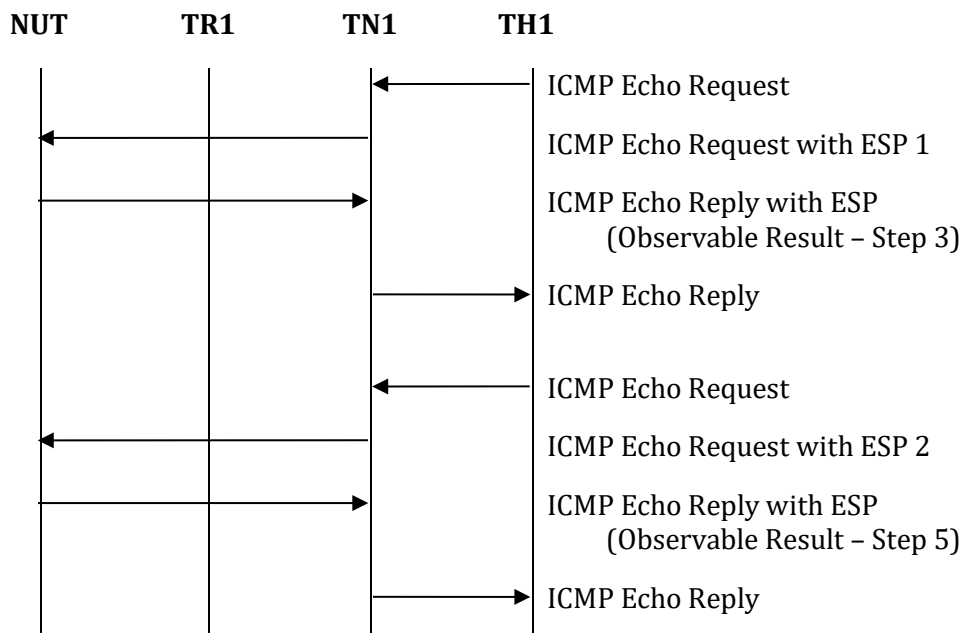 NUT TR1 TN1 TH1
ICMP Echo Request
ICMP Echo Request with ESP 1
ICMP Echo Reply with ESP
(Observable Result – Step 3)
ICMP Echo Reply
ICMP Echo Request
ICMP Echo Request with ESP 2
ICMP Echo Reply with ESP
(Observable Result – Step 5)
ICMP Echo Reply